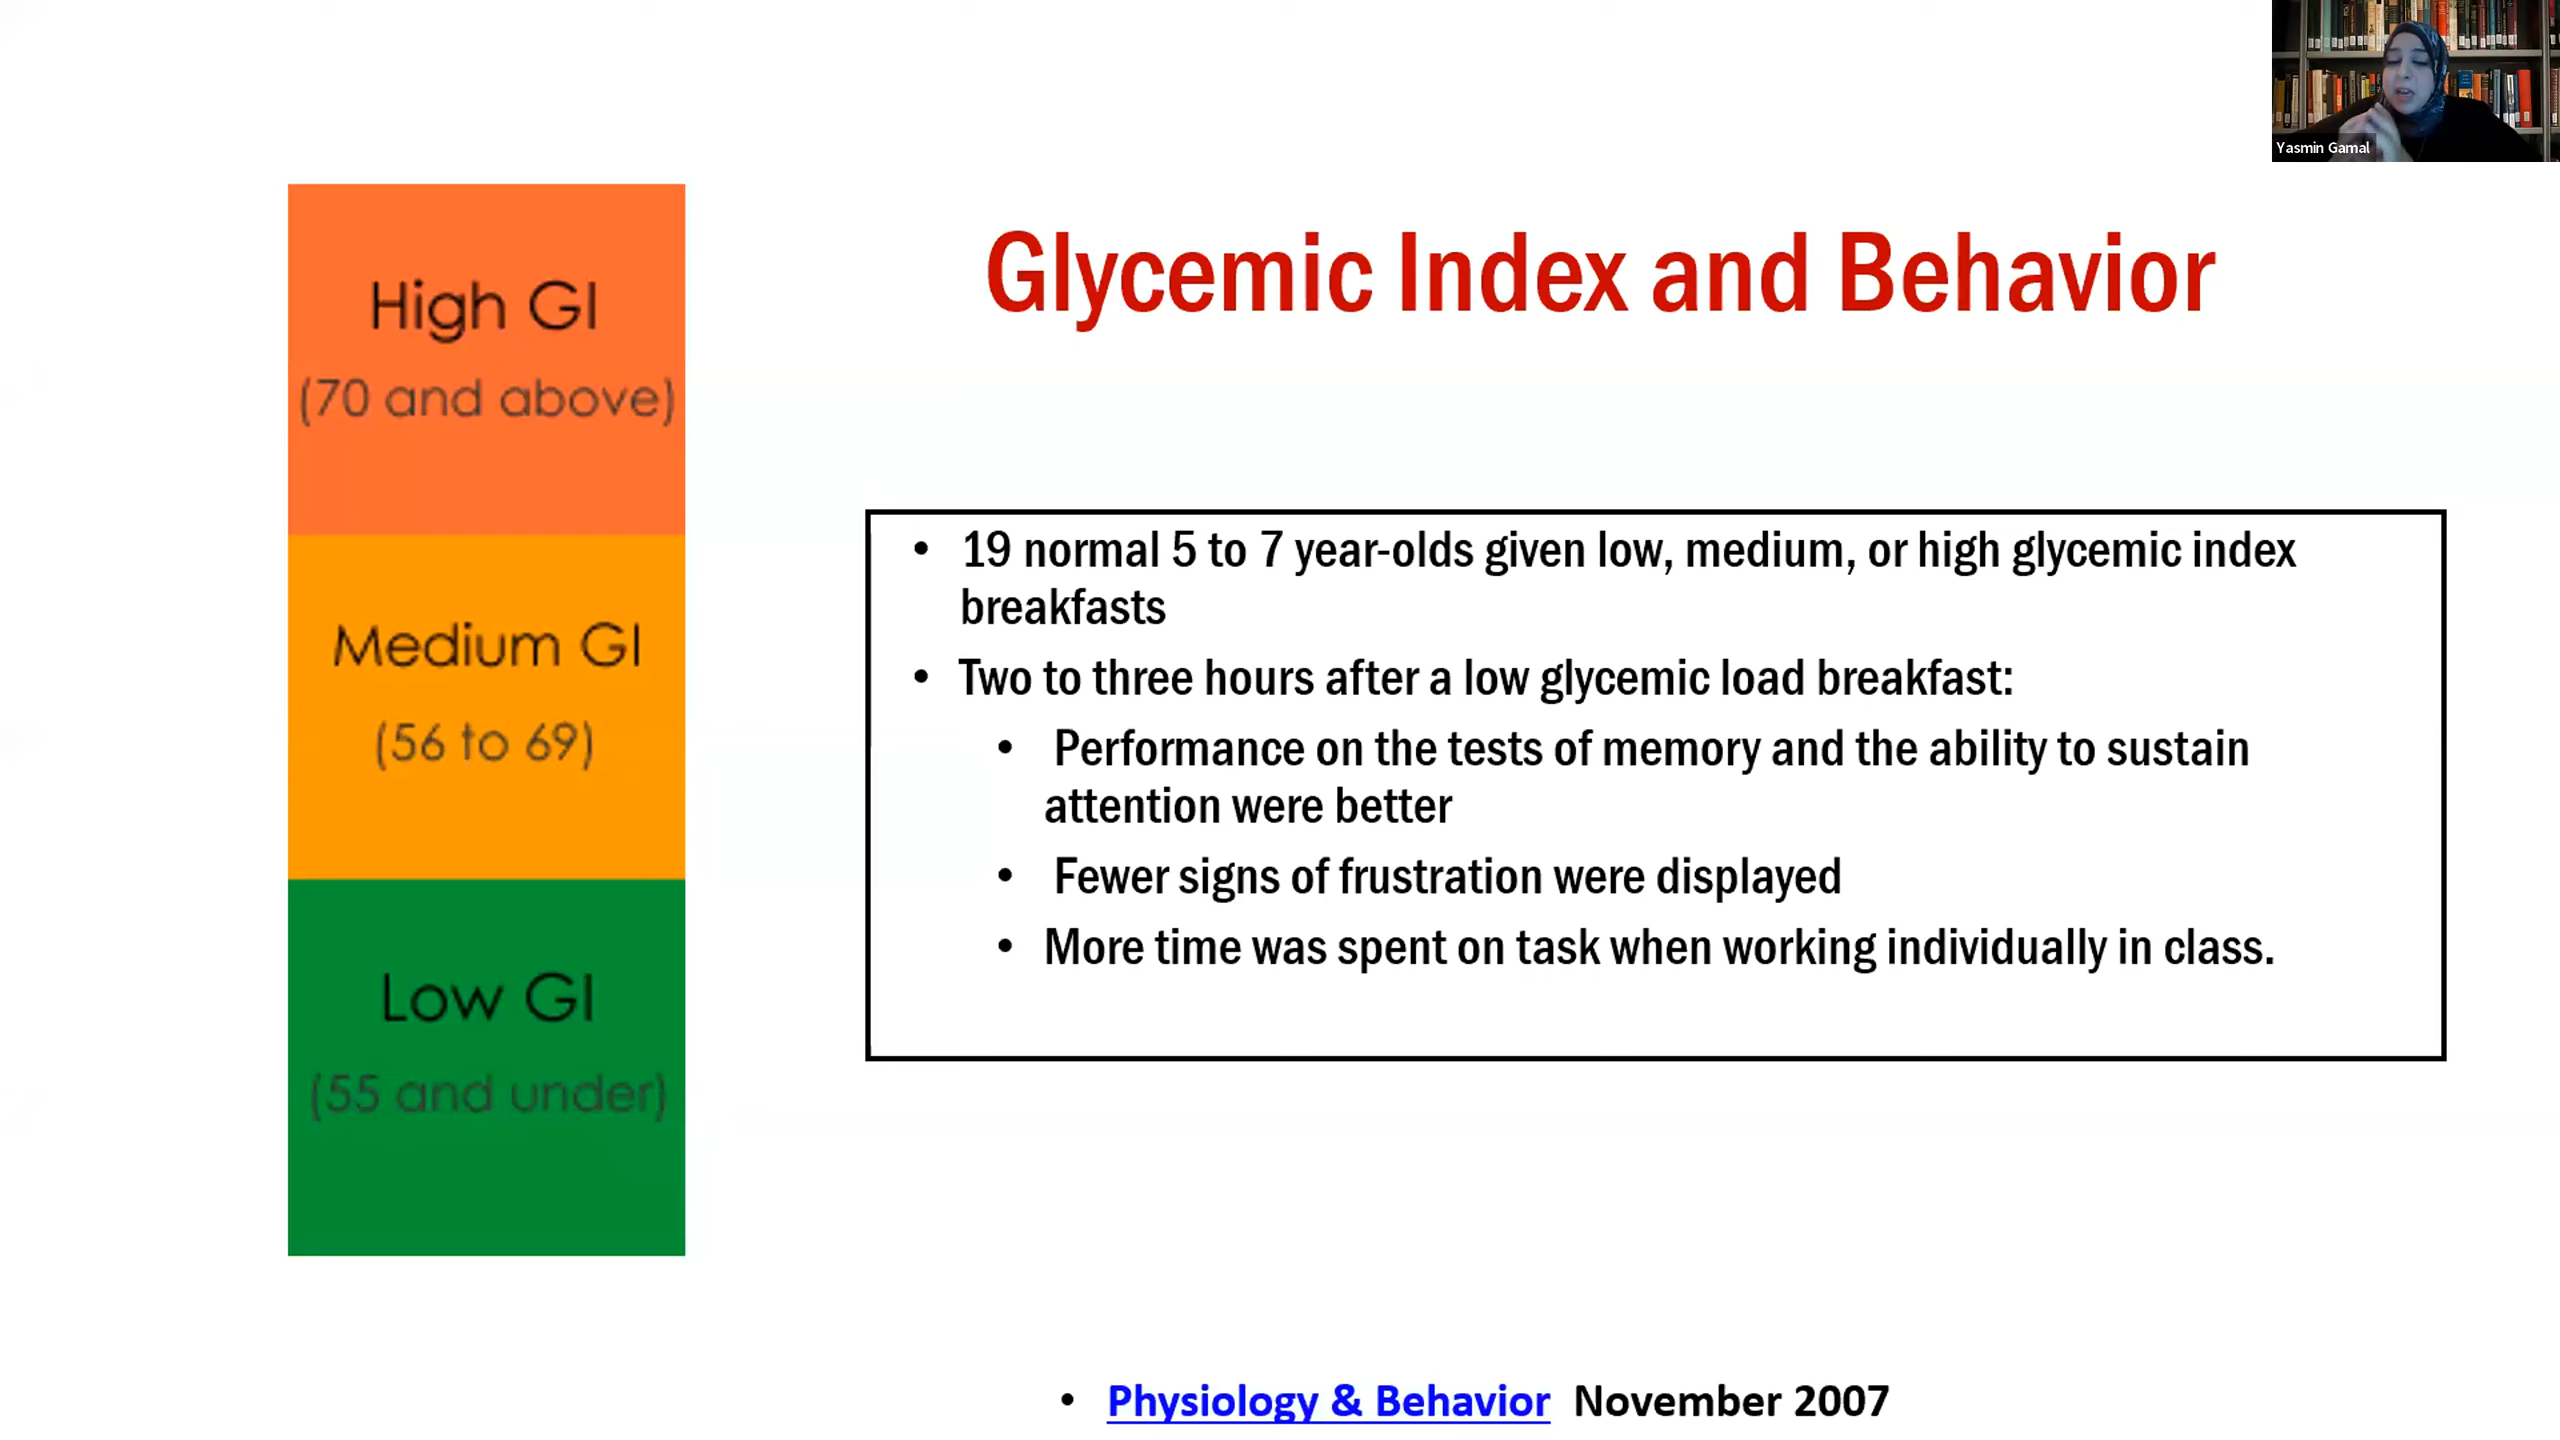 Yasmin Gamal
Glycemic Index and Behavior
High GI
(70 and above)
Medium GI
(56 to 69)
Low GI
(55 and under)
• 19 normal 5 to 7 year-olds given low, medium, or high glycemic index
breakfasts
• Two to three hours after a low glycemic load breakfast:
• Performance on the tests of memory and the ability to sustain
attention were better
• Fewer signs of frustration were displayed
• More time was spent on task when working individually in class.
• Physiology & Behavior November 2007